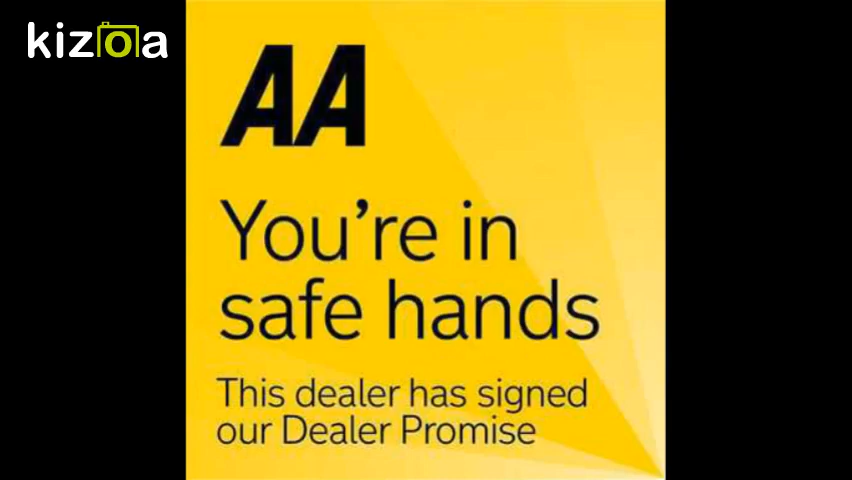 kizoa
AA
You're in
safe hands
This dealer has signed
our Dealer Promise